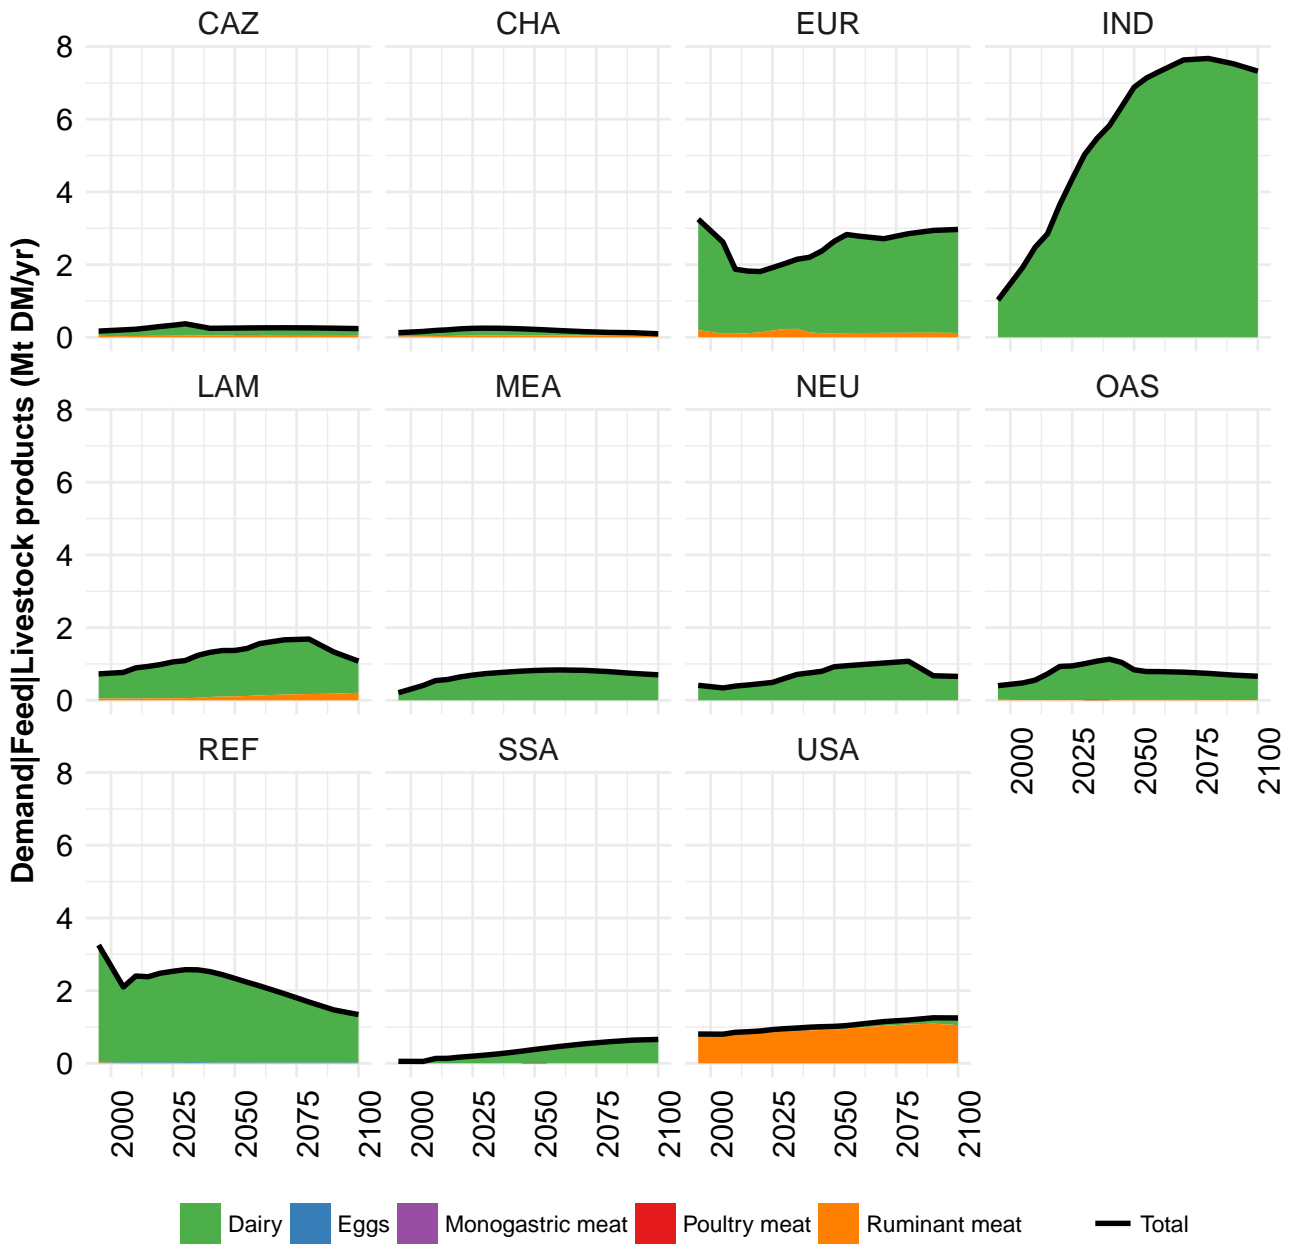 CAZ CHA EUR IND
8
6
4
2
0
LAM MEA NEU OAS
8
6
4
2
0
2000 2025 2050 2075 2100
REF SSA USA
8
6
4
2
0
2000 2025 2050 2075 2100 2000 2025 2050 2075 2100 2000 2025 2050 2075 2100
Demand|Feed|Livestock products (Mt DM/yr)
Dairy Eggs Monogastric meat Poultry meat Ruminant meat Total